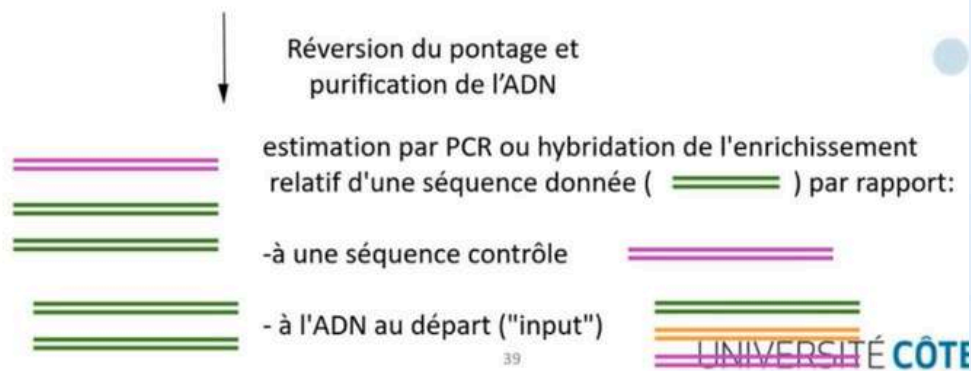 Réversion du pontage et
purification de l'ADN
estimation par PCR ou hybridation de l'enrichissement
relatif d'une séquence donnée ( ) par rapport:
-à une séquence contrôle
- à l'ADN au départ ("input")
39
UNIVERSITÉ CÔTE